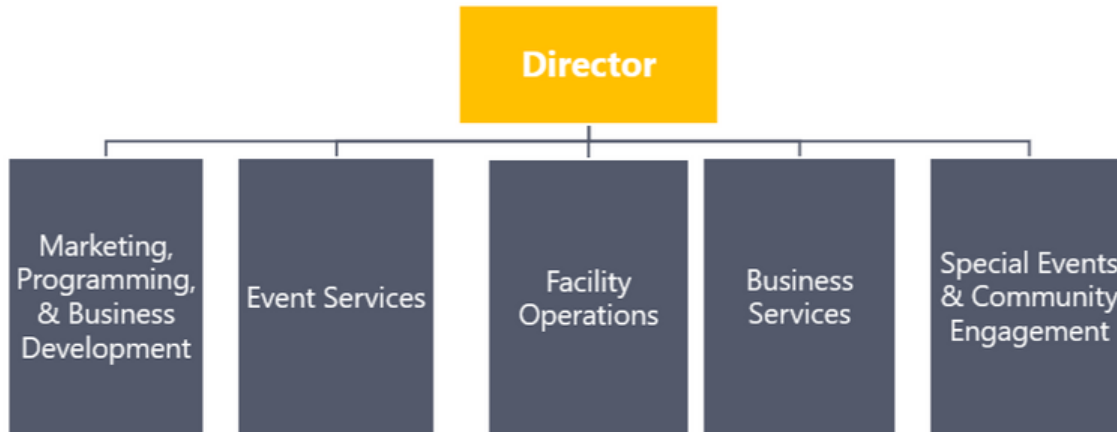 Director
Marketing,
Programming,
& Business
Development
Event Services
Facility
Operations
Business
Services
Special Events
& Community
Engagement